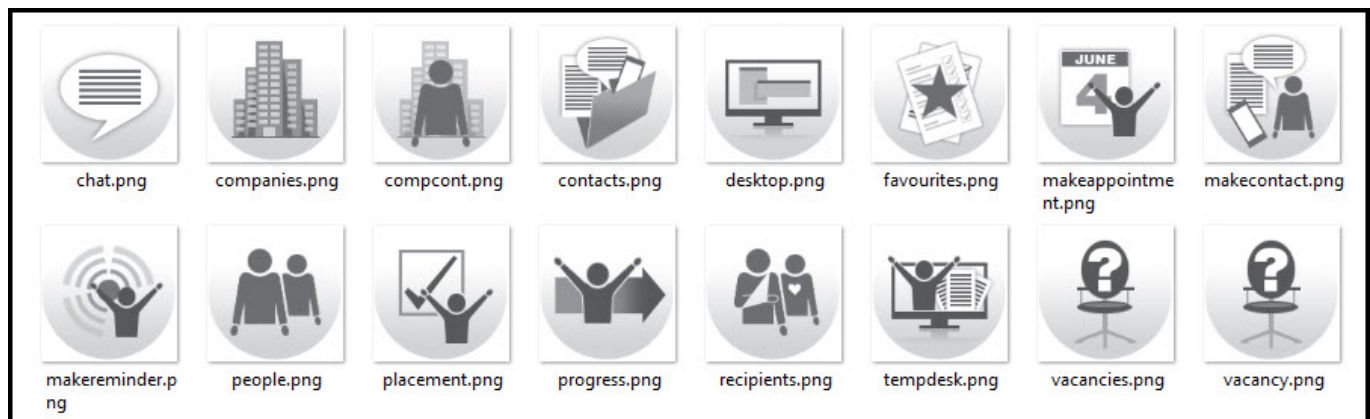 chat.png
companies.png
compcont.png
contacts.png
desktop.png
favourites.png
JUNE
4
makeappointme
nt.png
makecontact.png
makereminder.p
ng
people.png
placement.png
progress.png
recipients.png
tempdesk.png
?
vacancies.png
?
vacancy.png